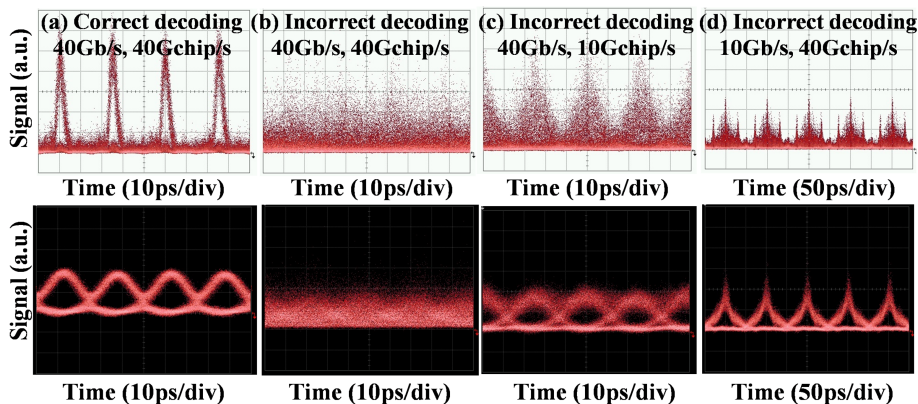 (a) Correct decoding
40Gb/s, 40Gchip/s
(b) Incorrect decoding
40Gb/s, 40Gchip/s
(c) Incorrect decoding
40Gb/s, 10Gchip/s
(d) Incorrect decoding
10Gb/s, 40Gchip/s
Signal (a.u.)
Time (10ps/div)
Time (10ps/div)
Time (10ps/div)
Time (50ps/div)
Signal (a.u.)
Time (10ps/div)
Time (10ps/div)
Time (10ps/div)
Time (50ps/div)